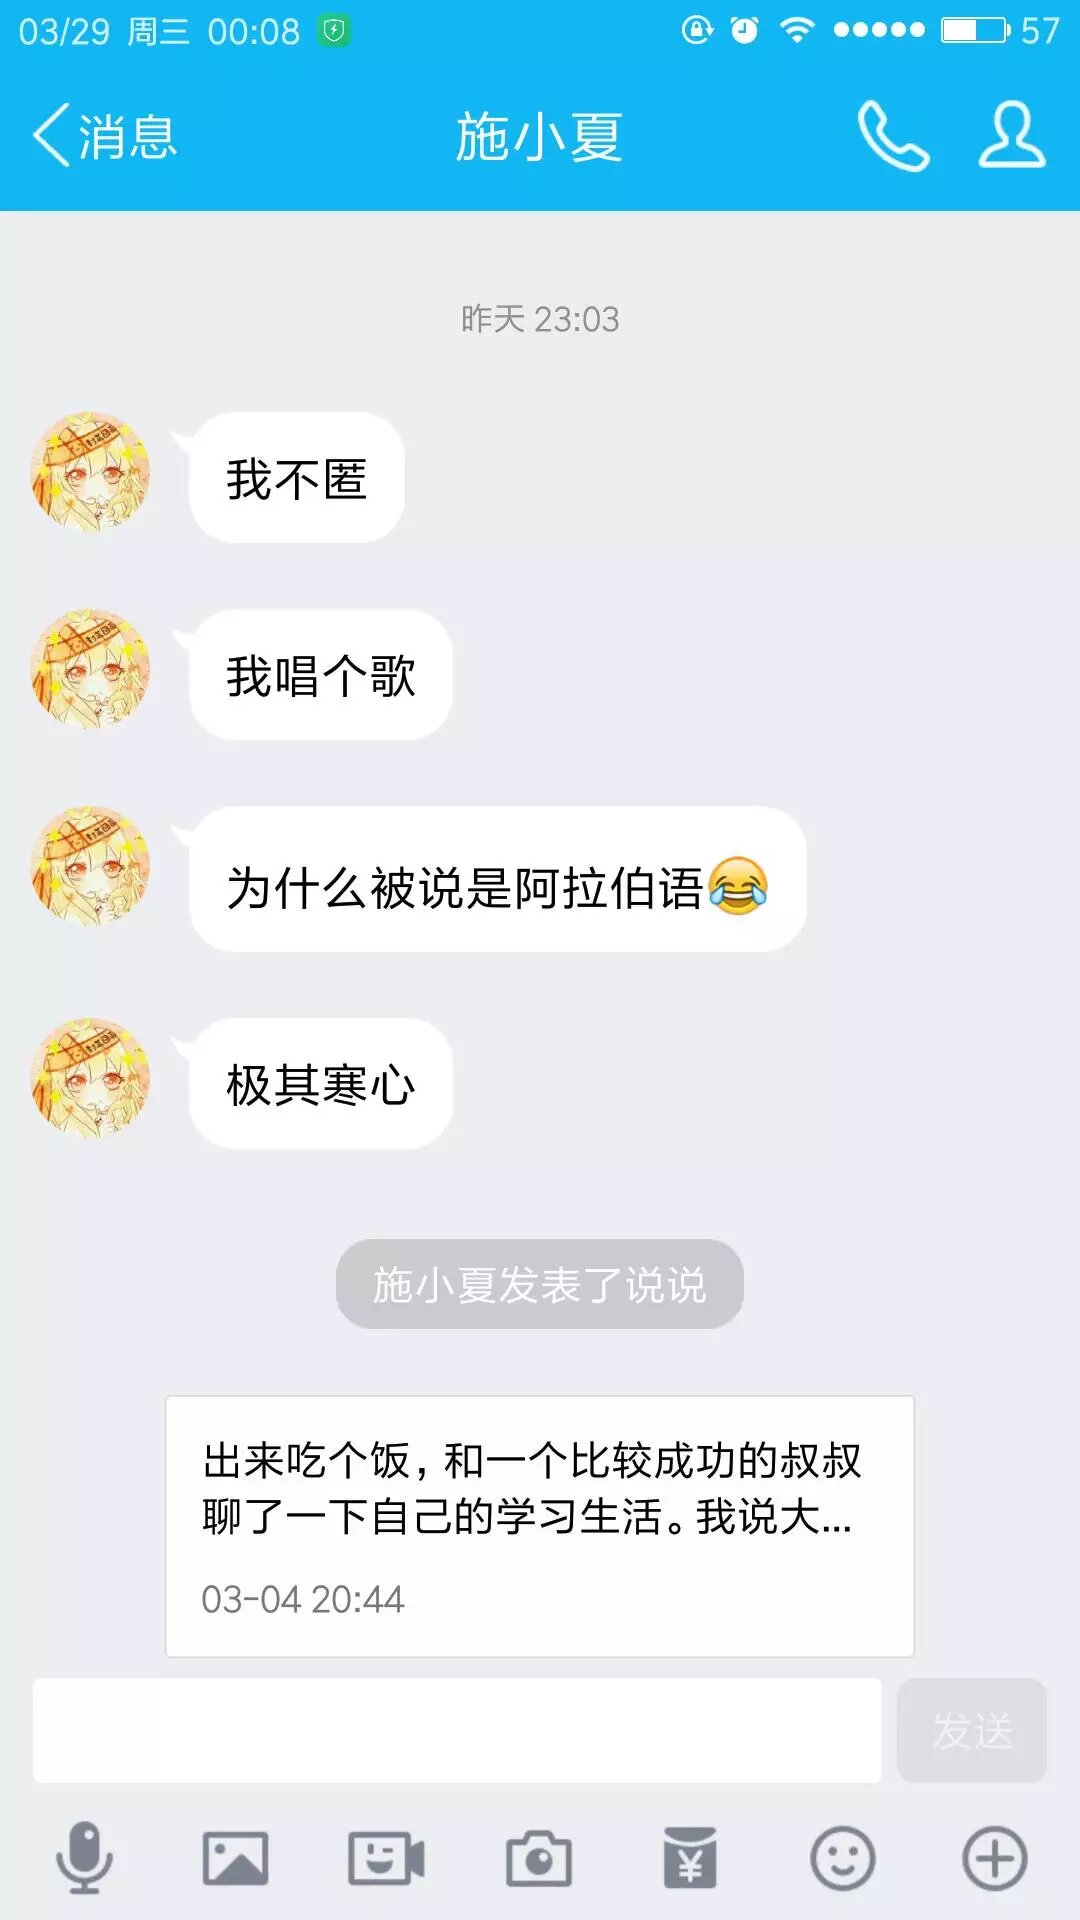 03/29 周三 00:08
57
消息
施小夏
昨天 23:03
我不匿
我唱个歌
为什么被说是阿拉伯语😂
极其寒心
施小夏发表了说说
出来吃个饭，和一个比较成功的叔叔
聊了一下自己的学习生活。我说大...
03-04 20:44
发送